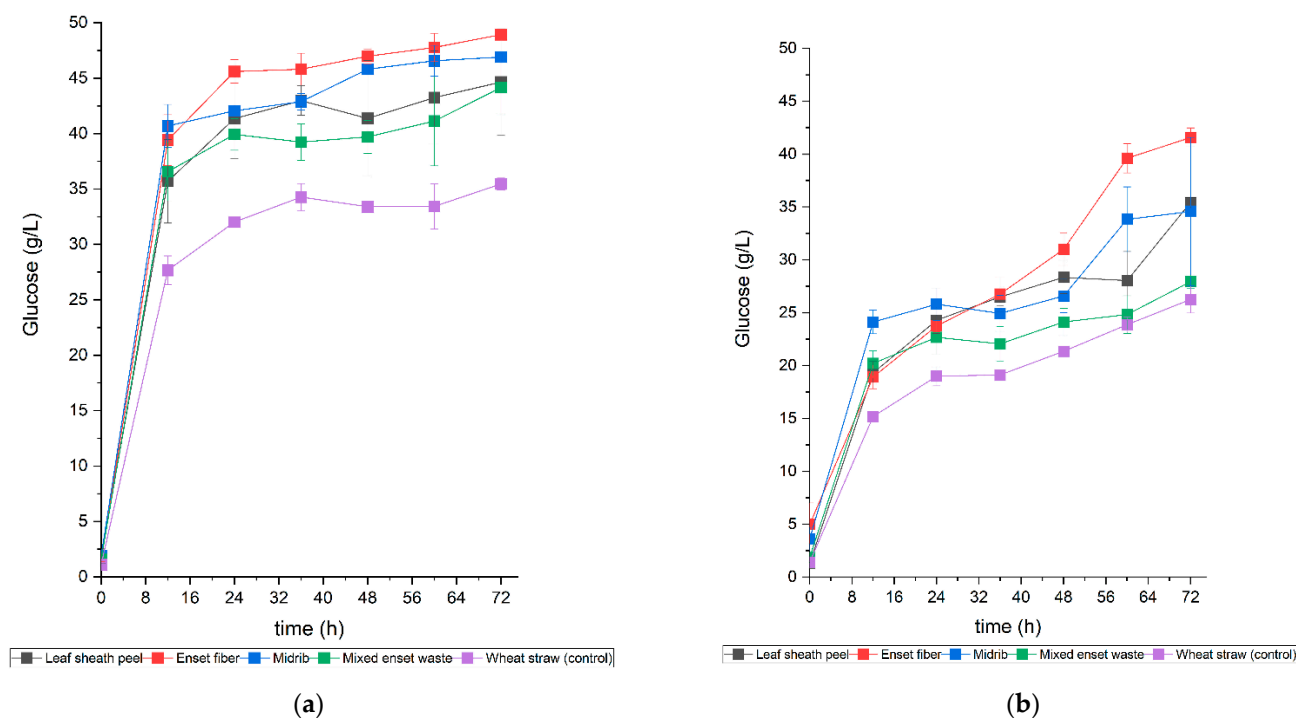 50
45
40
35
30
25
20
15
10
5
0
Glucose (g/L)
0 8 16 24 32 40 48 56 64 72
time (h)
Leaf sheath peel Enset fiber Midrib Mixed enset waste Wheat straw (control)
(a)
50
45
40
35
30
25
20
15
10
5
0
Glucose (g/L)
0 8 16 24 32 40 48 56 64 72
time (h)
Leaf sheath peel Enset fiber Midrib Mixed enset waste Wheat straw (control)
(b)